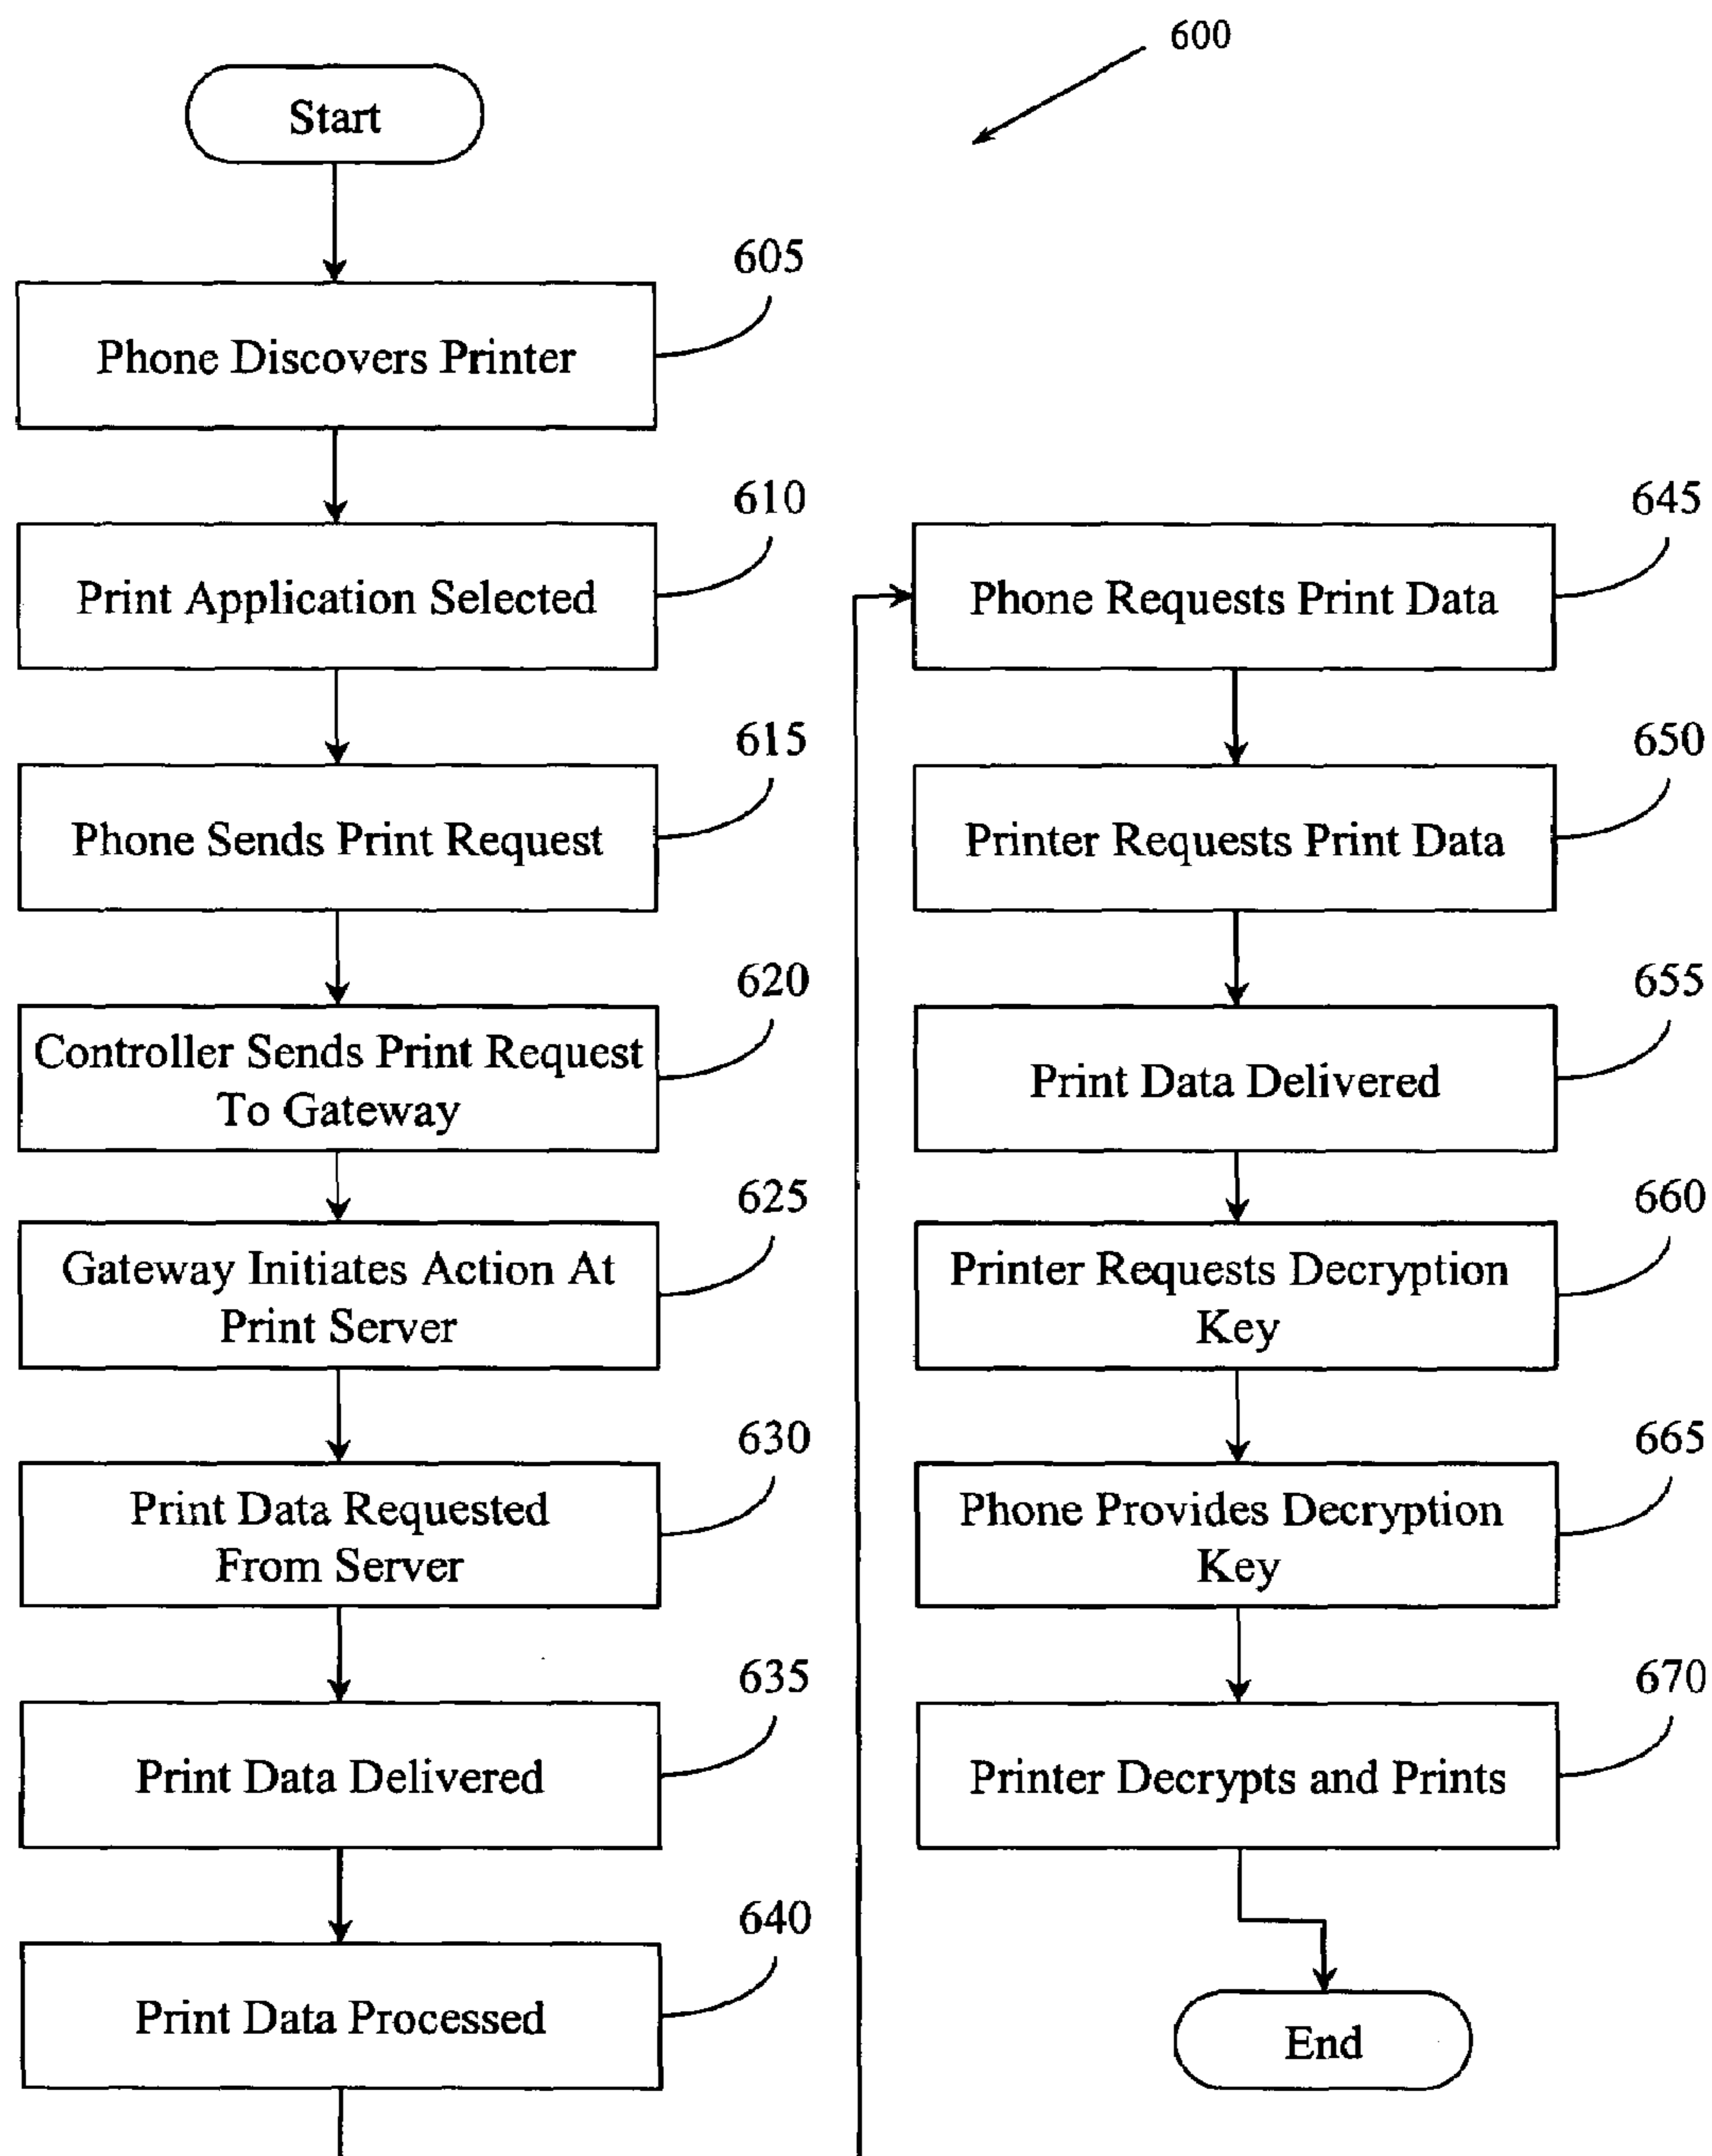 600
Start
605
Phone Discovers Printer
610
Print Application Selected
615
Phone Sends Print Request
620
Controller Sends Print Request
To Gateway
625
Gateway Initiates Action At
Print Server
630
Print Data Requested
From Server
635
Print Data Delivered
640
Print Data Processed
645
Phone Requests Print Data
650
Printer Requests Print Data
655
Print Data Delivered
660
Printer Requests Decryption
Key
665
Phone Provides Decryption
Key
670
Printer Decrypts and Prints
End